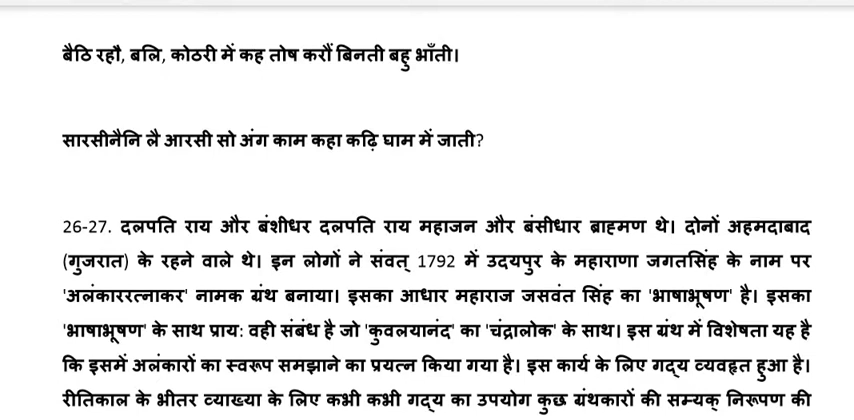 बैठि रहौ, बलि, कोठरी में कह तोष करौं बिनती बहु भाँती।
सारसीनैनि लै आरसी सो अंग काम कहा कढ़ि घाम में जाती?
26-27. दलपति राय और बंशीधर दलपति राय महाजन और बंसीधार ब्राह्मण थे। दोनों अहमदाबाद
(गुजरात) के रहने वाले थे। इन लोगों ने संवत् 1792 में उदयपुर के महाराणा जगतसिंह के नाम पर
'अलंकाररत्नाकर' नामक ग्रंथ बनाया। इसका आधार महाराज जसवंत सिंह का 'भाषाभूषण' है। इसका
'भाषाभूषण' के साथ प्राय: वही संबंध है जो 'कुवलयानंद' का 'चंद्रालोक' के साथ। इस ग्रंथ में विशेषता यह है
कि इसमें अलंकारों का स्वरूप समझाने का प्रयत्न किया गया है। इस कार्य के लिए गद्य व्यवहृत हुआ है।
रीतिकाल के भीतर व्याख्या के लिए कभी कभी गद्य का उपयोग कुछ ग्रंथकारों की सम्यक् निरूपण की